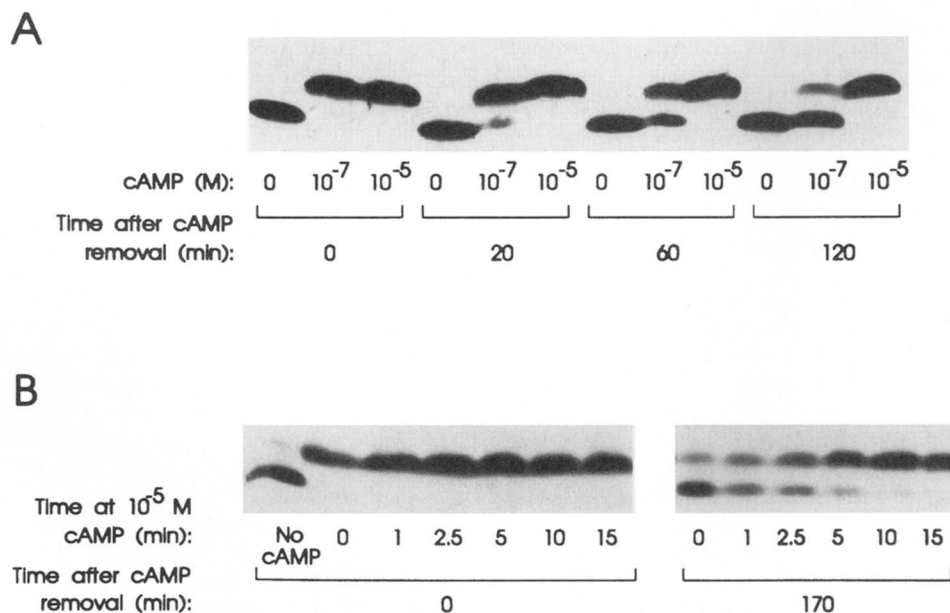 A
cAMP (M): 0 10⁻⁷ 10⁻⁵ 0 10⁻⁷ 10⁻⁵ 0 10⁻⁷ 10⁻⁵ 0 10⁻⁷ 10⁻⁵
Time after cAMP
removal (min): 0 20 60 120
B
Time at 10⁻⁵ M
cAMP (min): No cAMP 0 1 2.5 5 10 15 0 1 2.5 5 10 15
Time after cAMP
removal (min): 0 170